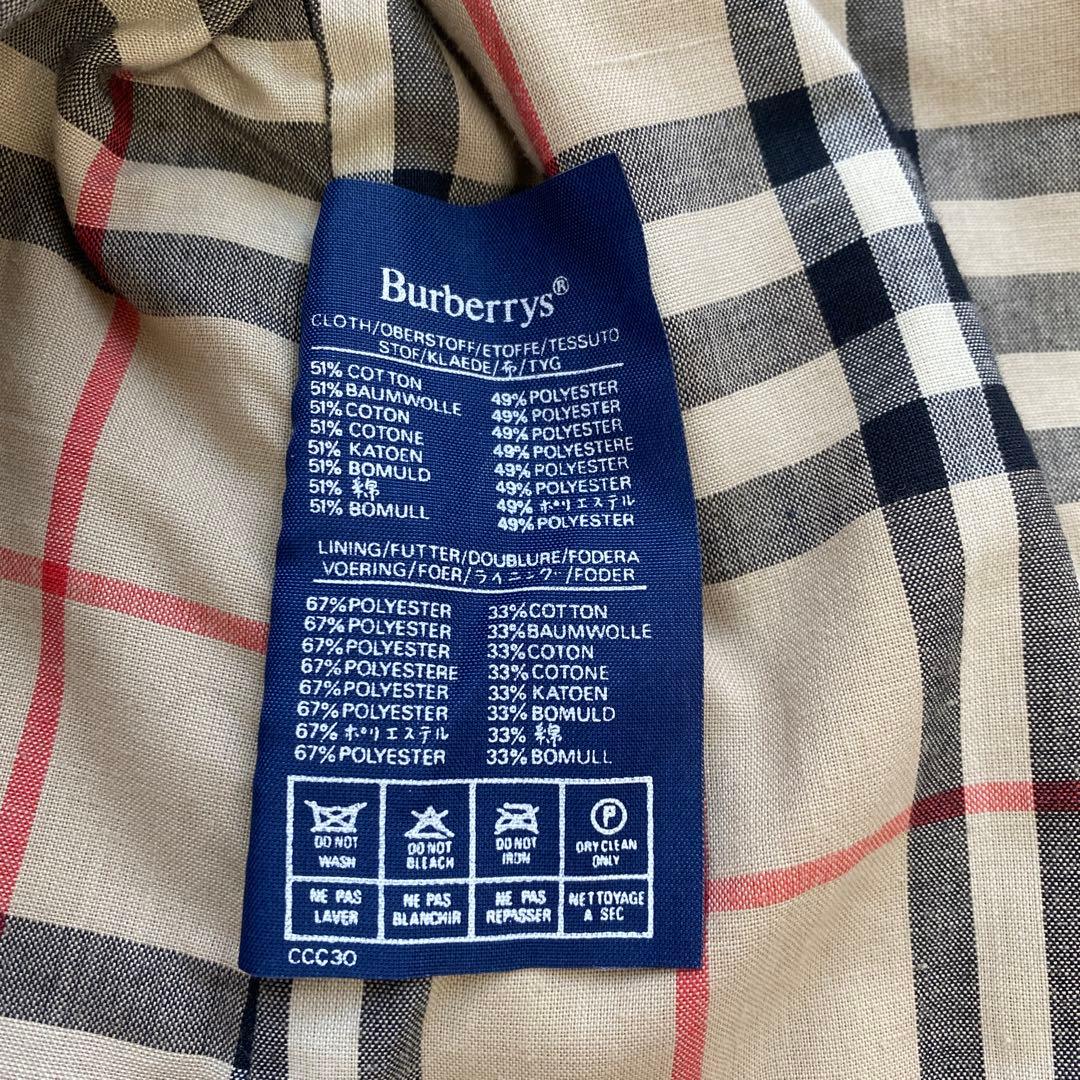 Burberrys®
CLOTH/OBERSTOFF/ETOFFE/TESSUTO
STOF/KLAEDE/布/TYG
51% COTTON 49% POLYESTER
51% BAUMWOLLE 49% POLYESTER
51% COTON 49% POLYESTER
51% COTONE 49% POLYESTERE
51% KATOEN 49% POLYESTER
51% BOMULD 49% POLYESTER
51% 綿 49% ポリエステル
51% BOMULL 49% POLYESTER
LINING/FUTTER/DOUBLURE/FODERA
VOERING/FOER/ライニング/FODER
67% POLYESTER 33% COTTON
67% POLYESTER 33% BAUMWOLLE
67% POLYESTER 33% COTON
67% POLYESTERE 33% COTONE
67% POLYESTER 33% KATOEN
67% POLYESTER 33% BOMULD
67% ポリエステル 33% 綿
67% POLYESTER 33% BOMULL
P
DO NOT DO NOT DO NOT DRY CLEAN
WASH BLEACH IRON ONLY
NE PAS NE PAS NE PAS NETTOYAGE
LAVER BLANCHIR REPASSER A SEC
CCC30